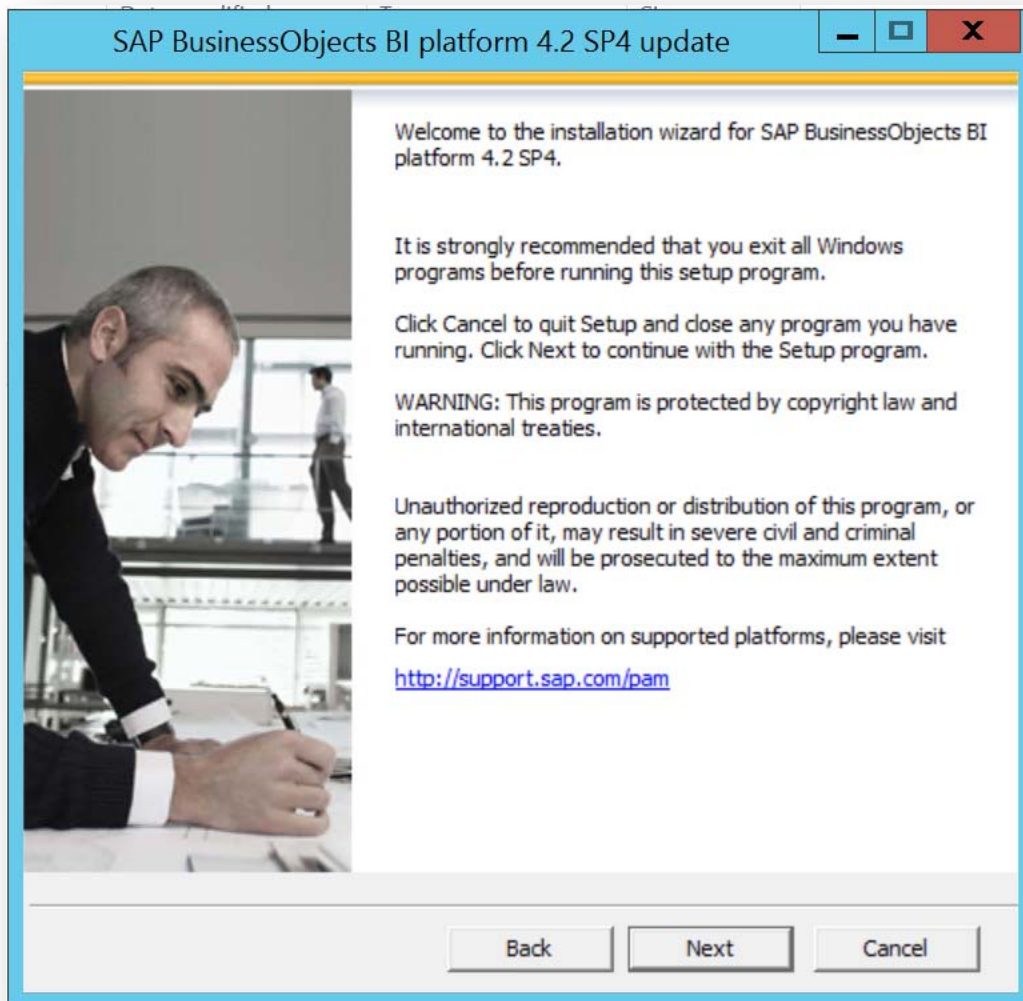 SAP BusinessObjects BI platform 4.2 SP4 update
Welcome to the installation wizard for SAP BusinessObjects BI
platform 4.2 SP4.
It is strongly recommended that you exit all Windows
programs before running this setup program.
Click Cancel to quit Setup and close any program you have
running. Click Next to continue with the Setup program.
WARNING: This program is protected by copyright law and
international treaties.
Unauthorized reproduction or distribution of this program, or
any portion of it, may result in severe civil and criminal
penalties, and will be prosecuted to the maximum extent
possible under law.
For more information on supported platforms, please visit
http://support.sap.com/pam
Back Next Cancel